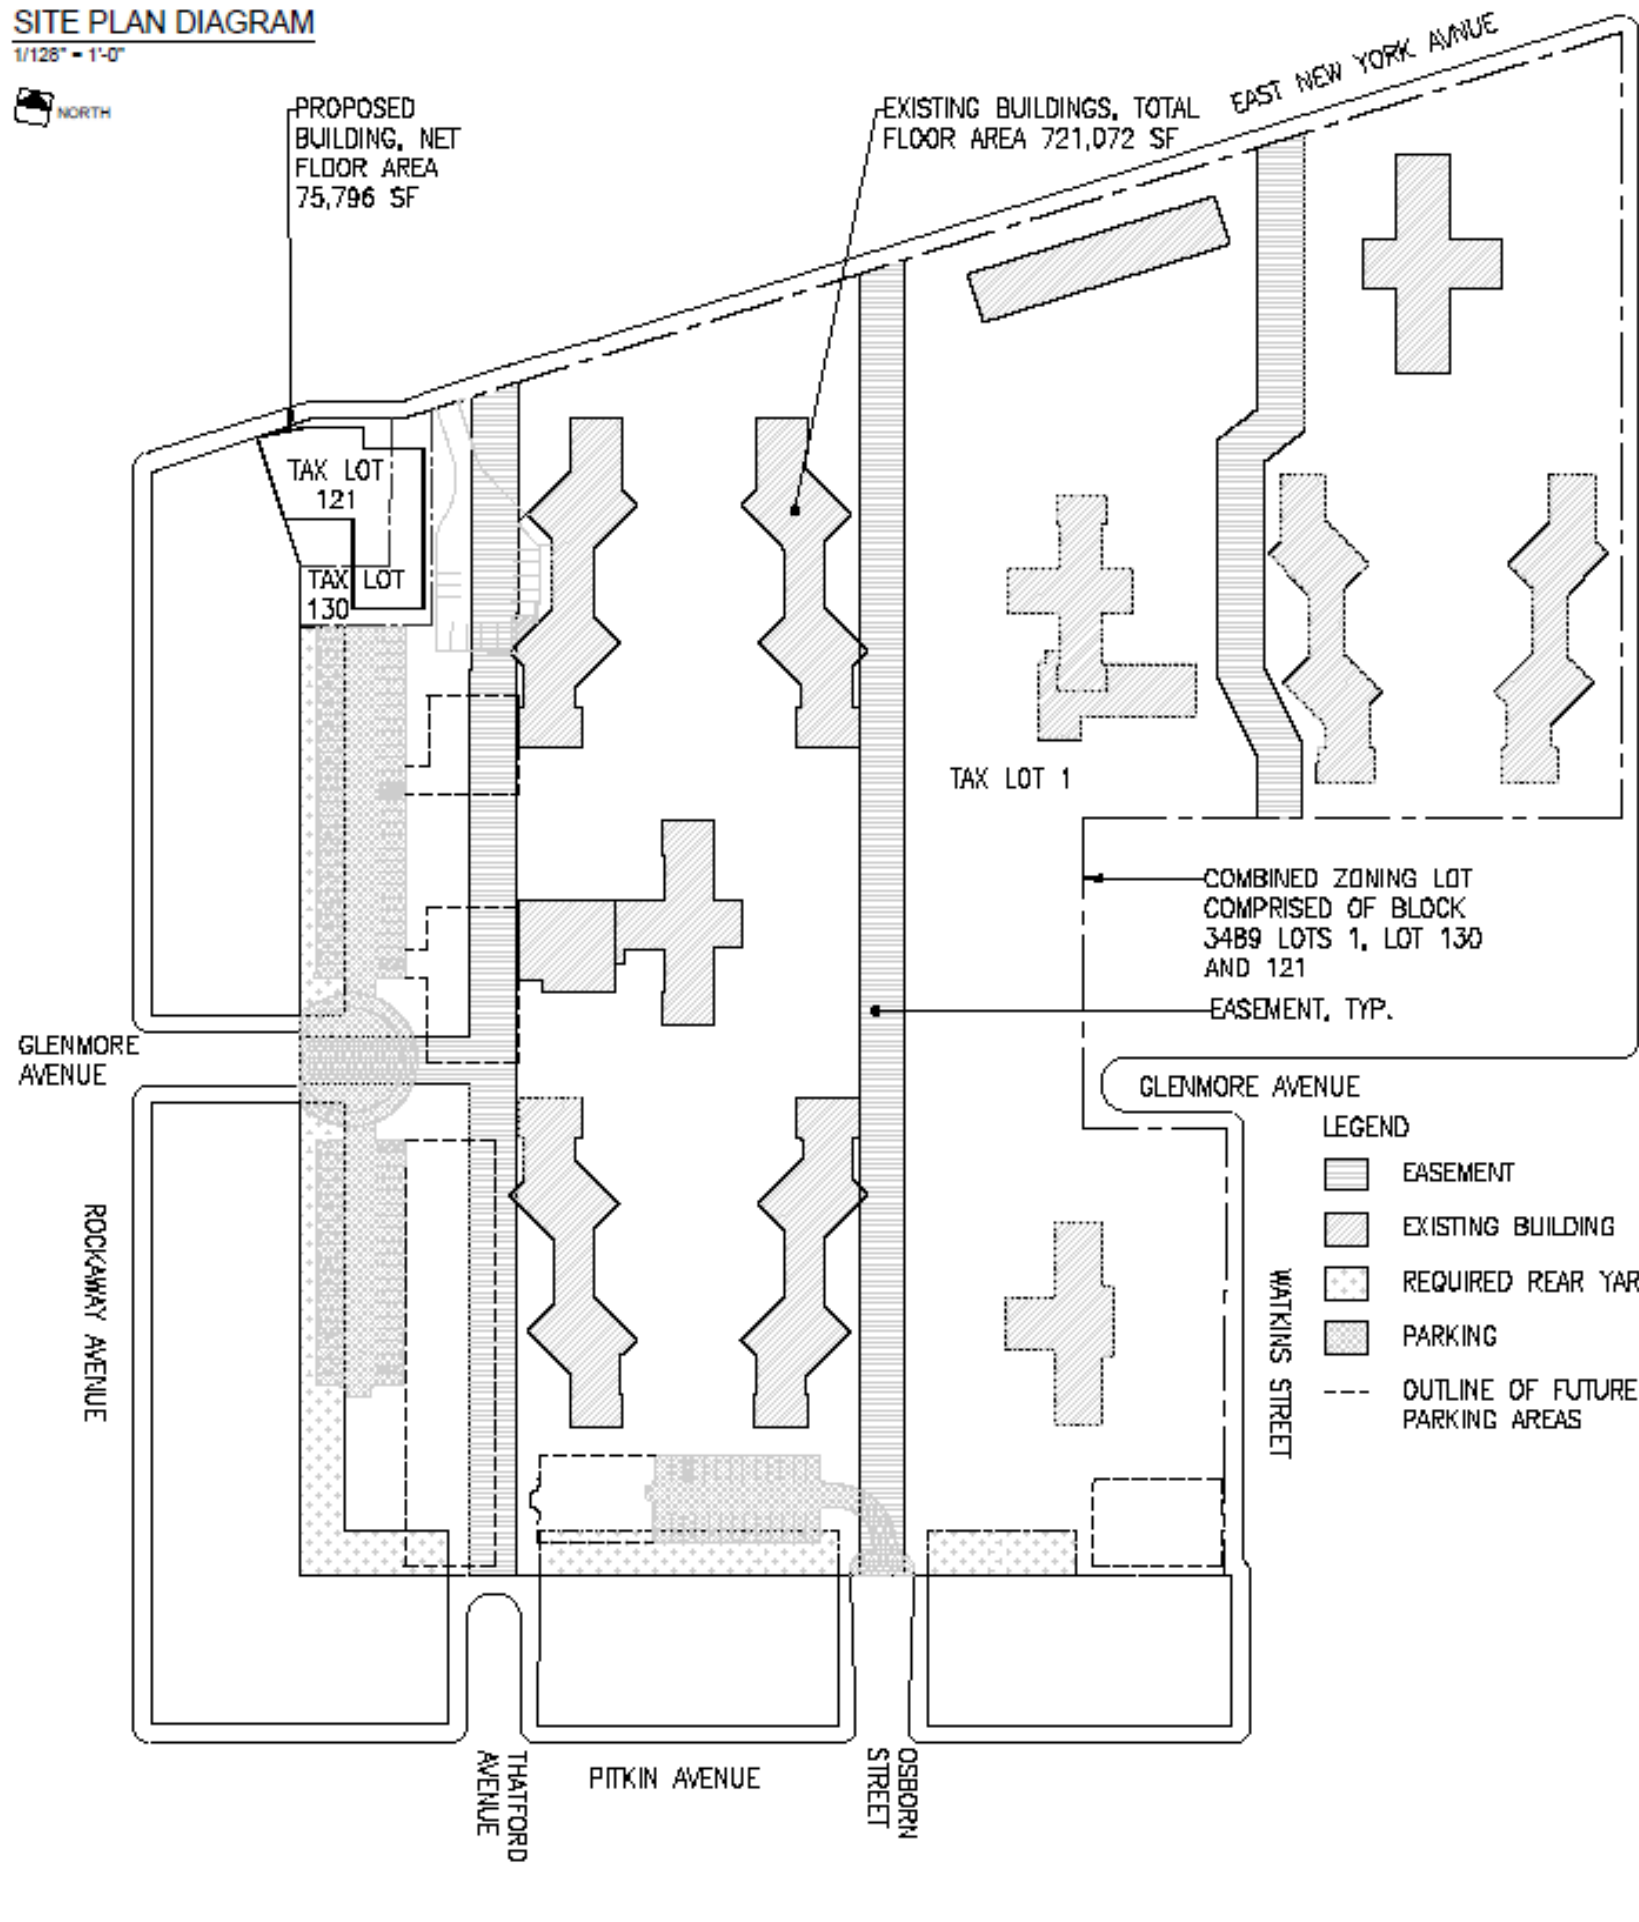 SITE PLAN DIAGRAM
1/128" = 1'-0"
NORTH
PROPOSED
BUILDING, NET
FLOOR AREA
75,796 SF
EXISTING BUILDINGS, TOTAL
FLOOR AREA 721,072 SF
EAST NEW YORK AVNUE
TAX LOT
121
TAX LOT
130
TAX LOT 1
COMBINED ZONING LOT
COMPRISED OF BLOCK
3489 LOTS 1, LOT 130
AND 121
EASEMENT, TYP.
GLENMORE
AVENUE
GLENMORE AVENUE
LEGEND
EASEMENT
EXISTING BUILDING
REQUIRED REAR YAR
PARKING
OUTLINE OF FUTURE
PARKING AREAS
ROCKAWAY AVENUE
WATKINS STREET
THATFORD
AVENUE
PITKIN AVENUE
OSBORN
STREET